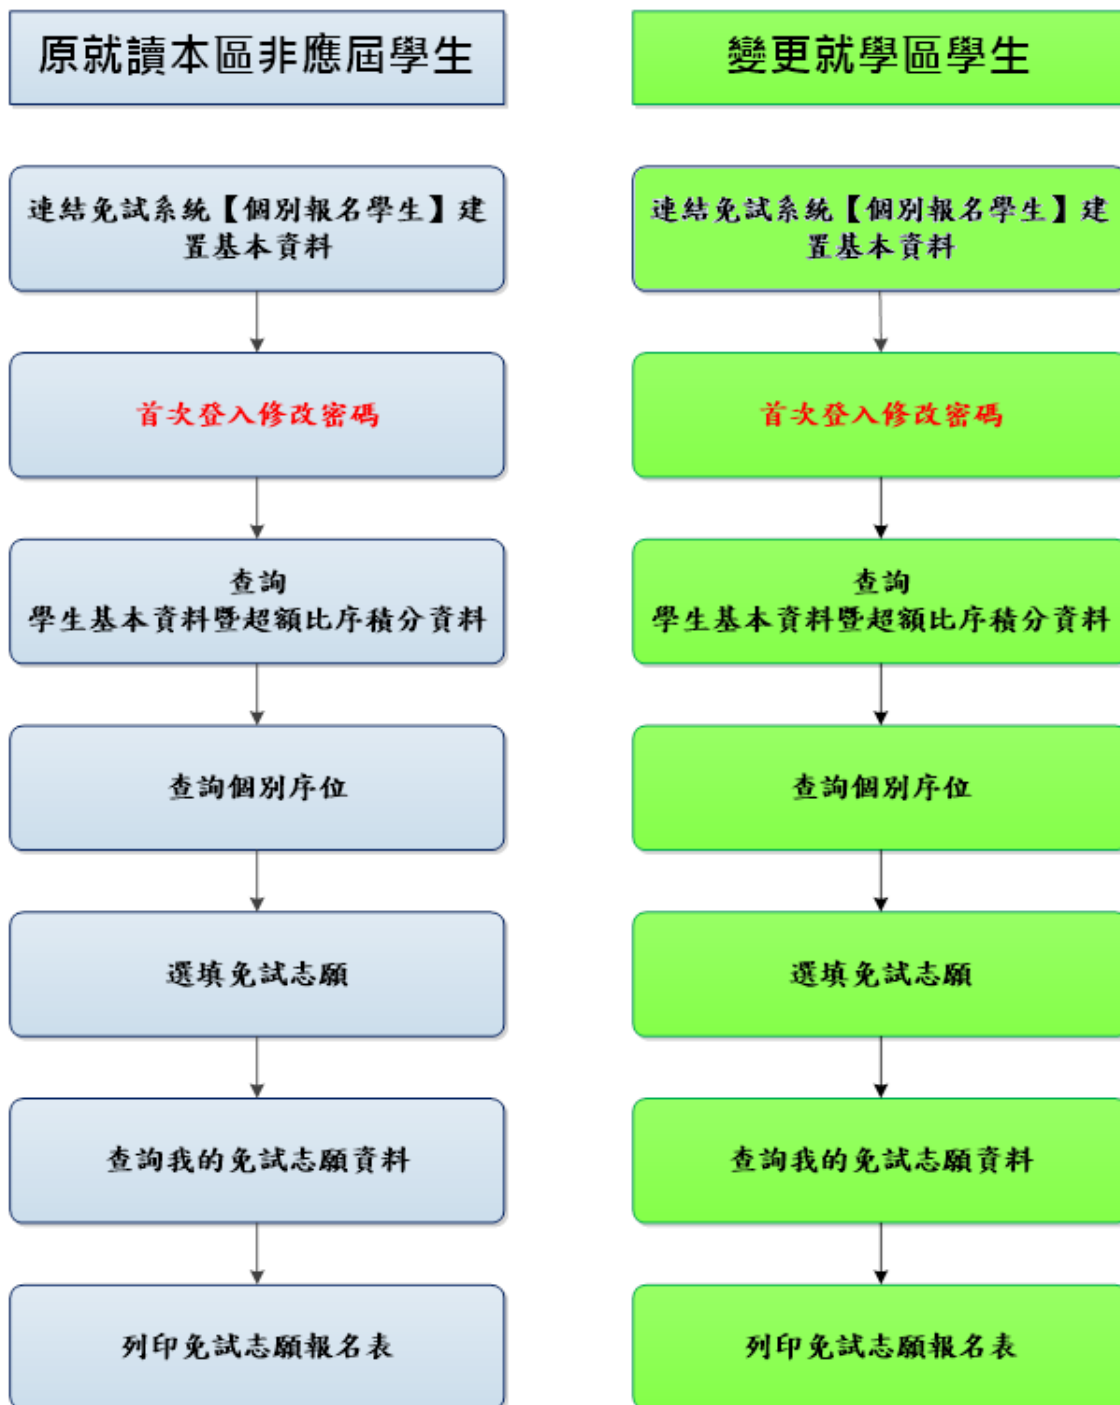 原就讀本區非應屆學生
連結免試系統【個別報名學生】建
置基本資料
首次登入修改密碼
查詢
學生基本資料暨超額比序積分資料
查詢個別序位
選填免試志願
查詢我的免試志願資料
列印免試志願報名表
變更就學區學生
連結免試系統【個別報名學生】建
置基本資料
首次登入修改密碼
查詢
學生基本資料暨超額比序積分資料
查詢個別序位
選填免試志願
查詢我的免試志願資料
列印免試志願報名表